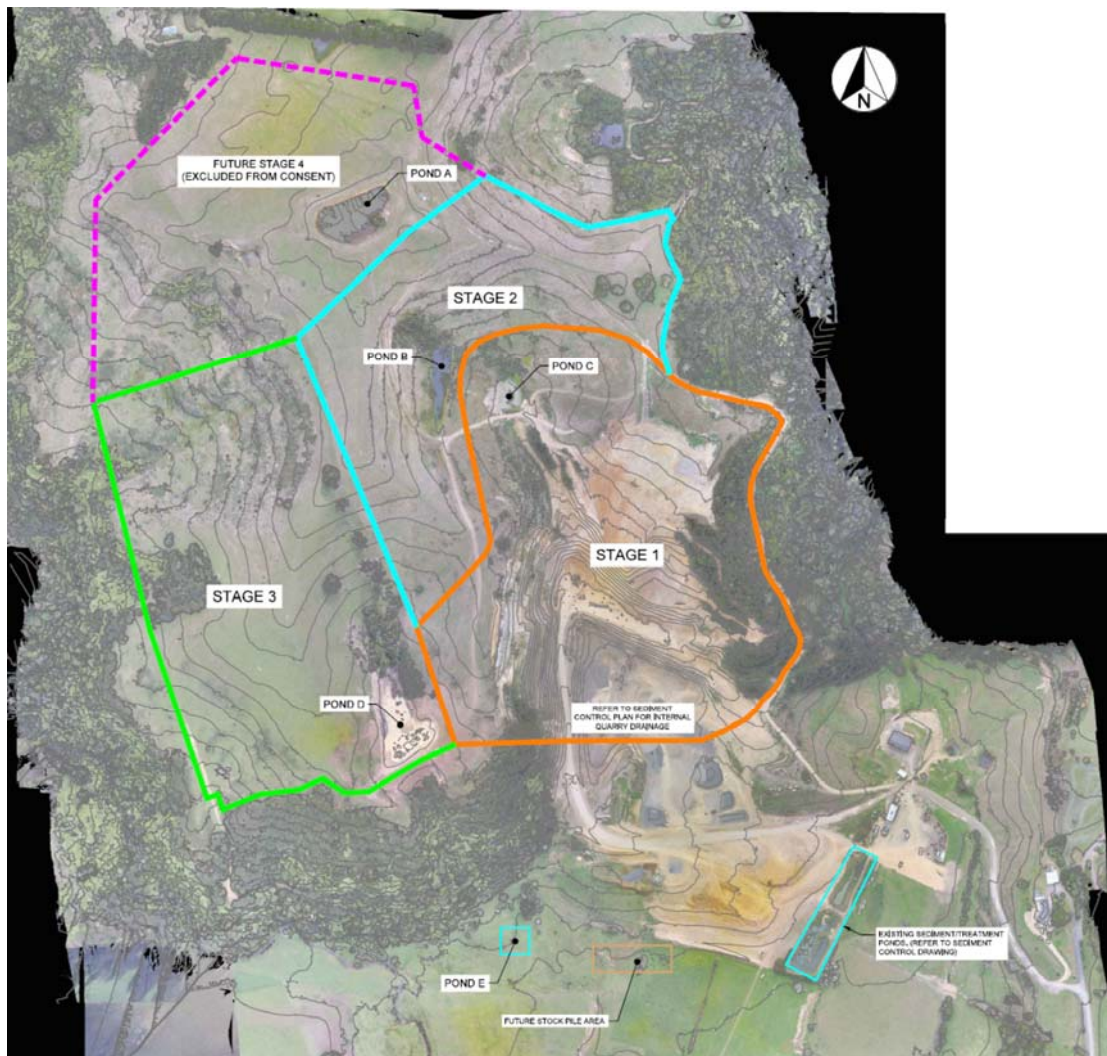 N
FUTURE STAGE 4
(EXCLUDED FROM CONSENT)
POND A
STAGE 2
POND B
POND C
STAGE 1
STAGE 3
POND D
REFER TO SEDIMENT
CONTROL PLAN FOR INTERNAL
QUARRY DRAINAGE
EXISTING SEDIMENT/TREATMENT
PONDS. (REFER TO SEDIMENT
CONTROL DRAWING)
POND E
FUTURE STOCK PILE AREA